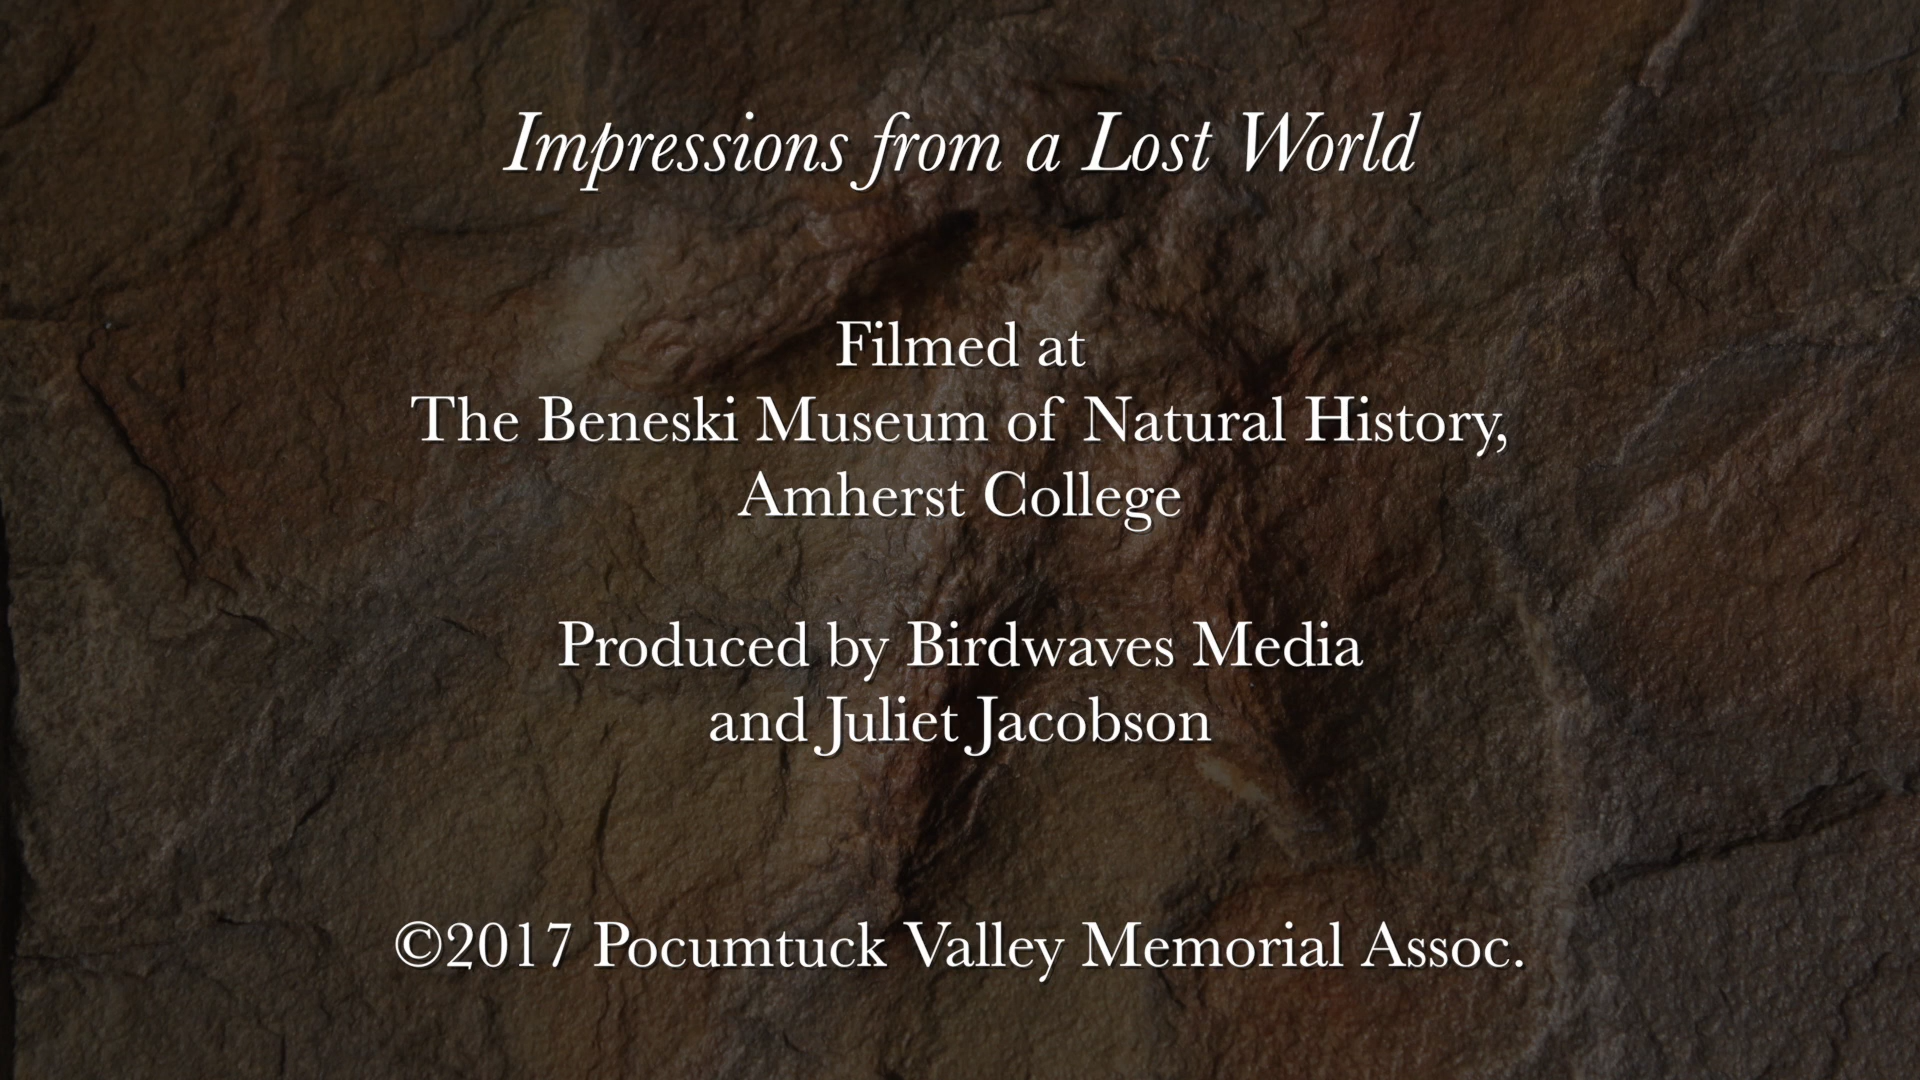 Impressions from a Lost World
Filmed at
The Beneski Museum of Natural History,
Amherst College
Produced by Birdwaves Media
and Juliet Jacobson
©2017 Pocumtuck Valley Memorial Assoc.